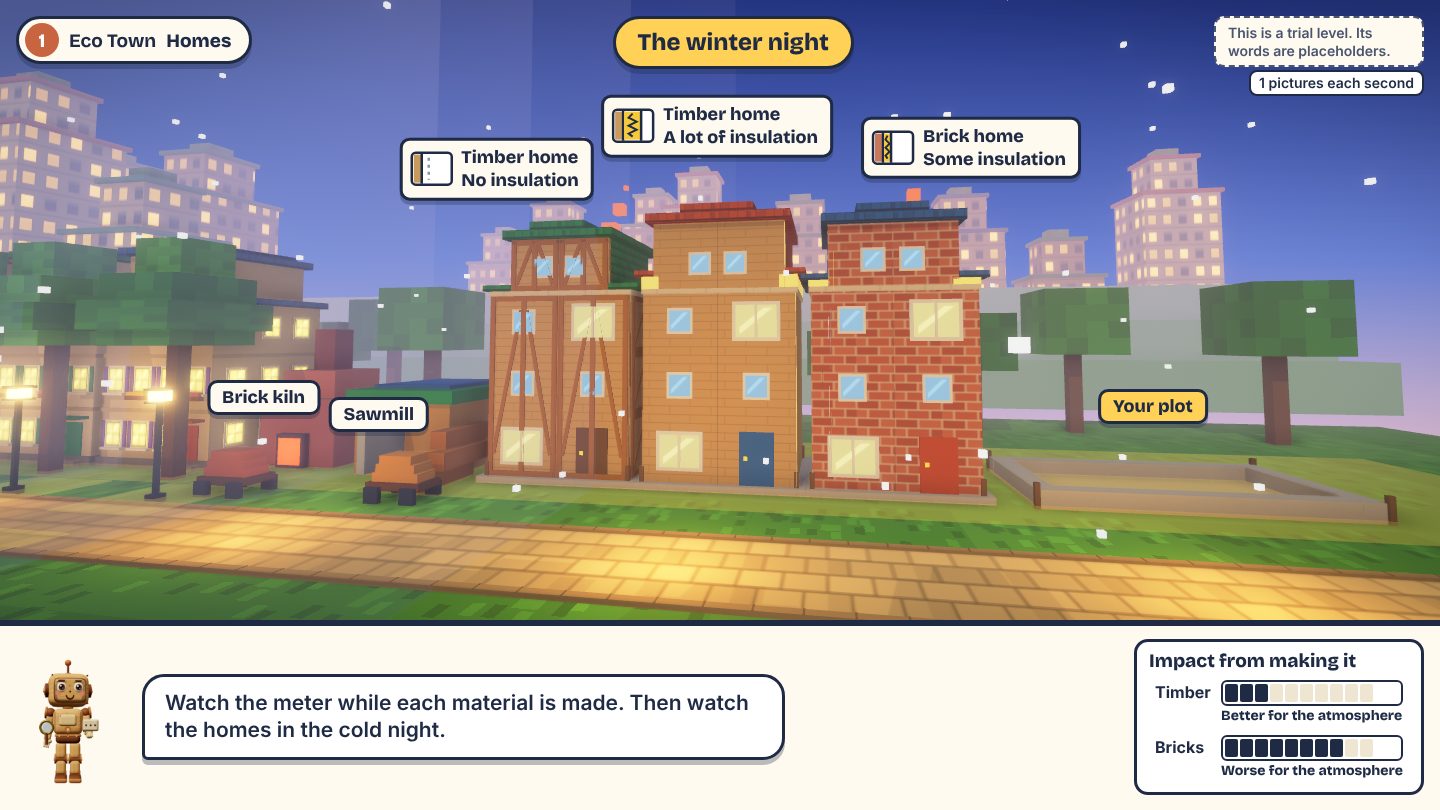 1 Eco Town Homes
The winter night
This is a trial level. Its
words are placeholders.
1 pictures each second
Timber home
No insulation
Timber home
A lot of insulation
Brick home
Some insulation
Brick kiln
Sawmill
Your plot
Watch the meter while each material is made. Then watch
the homes in the cold night.
Impact from making it
Timber
Better for the atmosphere
Bricks
Worse for the atmosphere